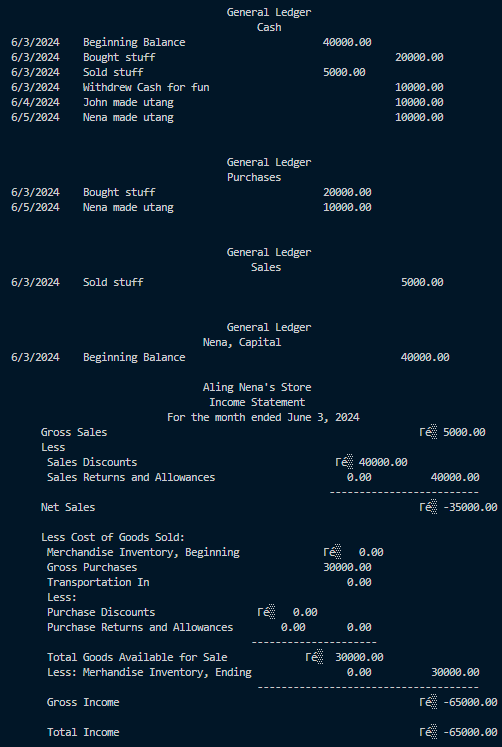 General Ledger
Cash
6/3/2024 Beginning Balance 40000.00
6/3/2024 Bought stuff 20000.00
6/3/2024 Sold stuff 5000.00
6/3/2024 Withdrew Cash for fun 10000.00
6/4/2024 John made utang 10000.00
6/5/2024 Nena made utang 10000.00
General Ledger
Purchases
6/3/2024 Bought stuff 20000.00
6/5/2024 Nena made utang 10000.00
General Ledger
Sales
6/3/2024 Sold stuff 5000.00
General Ledger
Nena, Capital
6/3/2024 Beginning Balance 40000.00
Aling Nena's Store
Income Statement
For the month ended June 3, 2024
Gross Sales Γé▒ 5000.00
Less
Sales Discounts Γé▒ 40000.00
Sales Returns and Allowances 0.00 40000.00
-------------------------
Net Sales Γé▒ -35000.00
Less Cost of Goods Sold:
Merchandise Inventory, Beginning Γé▒ 0.00
Gross Purchases 30000.00
Transportation In 0.00
Less:
Purchase Discounts Γé▒ 0.00
Purchase Returns and Allowances 0.00 0.00
---------------------
Total Goods Available for Sale Γé▒ 30000.00
Less: Merhandise Inventory, Ending 0.00 30000.00
-------------------------------------
Gross Income Γé▒ -65000.00
Total Income Γé▒ -65000.00